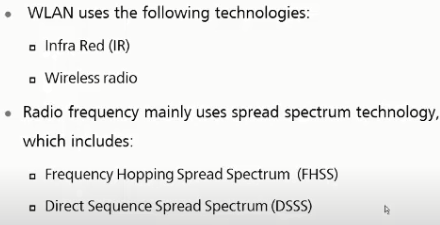 • WLAN uses the following technologies:
▫ Infra Red (IR)
▫ Wireless radio
• Radio frequency mainly uses spread spectrum technology,
which includes:
▫ Frequency Hopping Spread Spectrum (FHSS)
▫ Direct Sequence Spread Spectrum (DSSS)